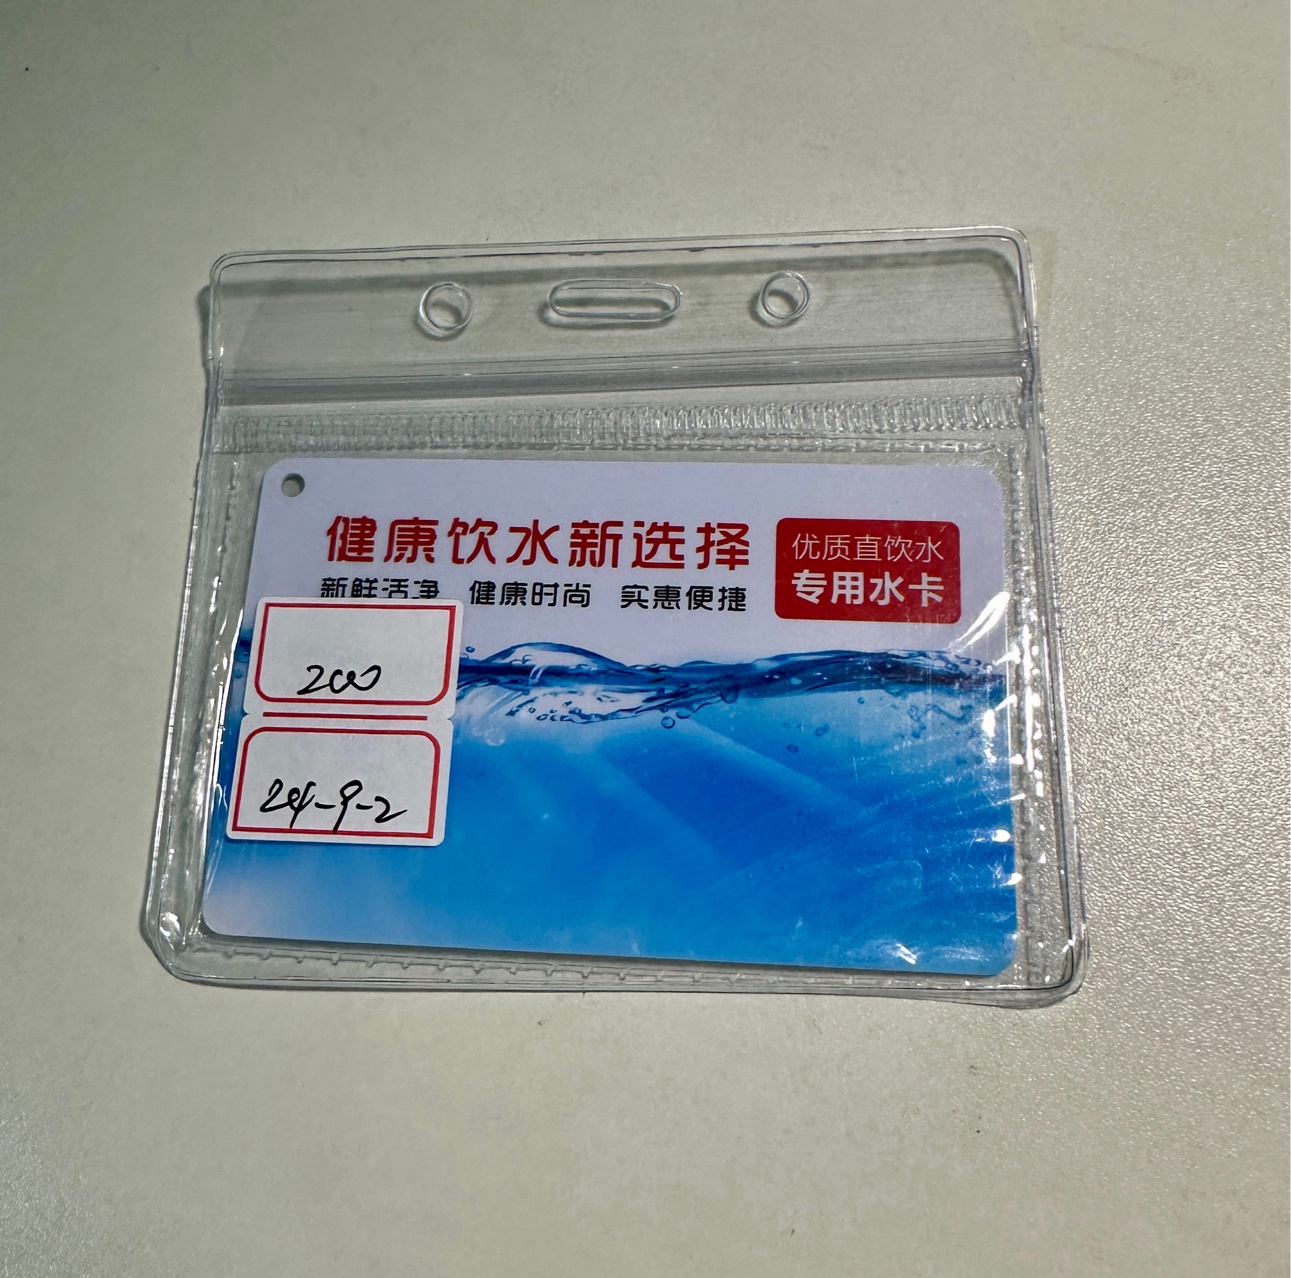 健康饮水新选择
新鲜洁净 健康时尚 实惠便捷
优质直饮水
专用水卡
200
24-9-2